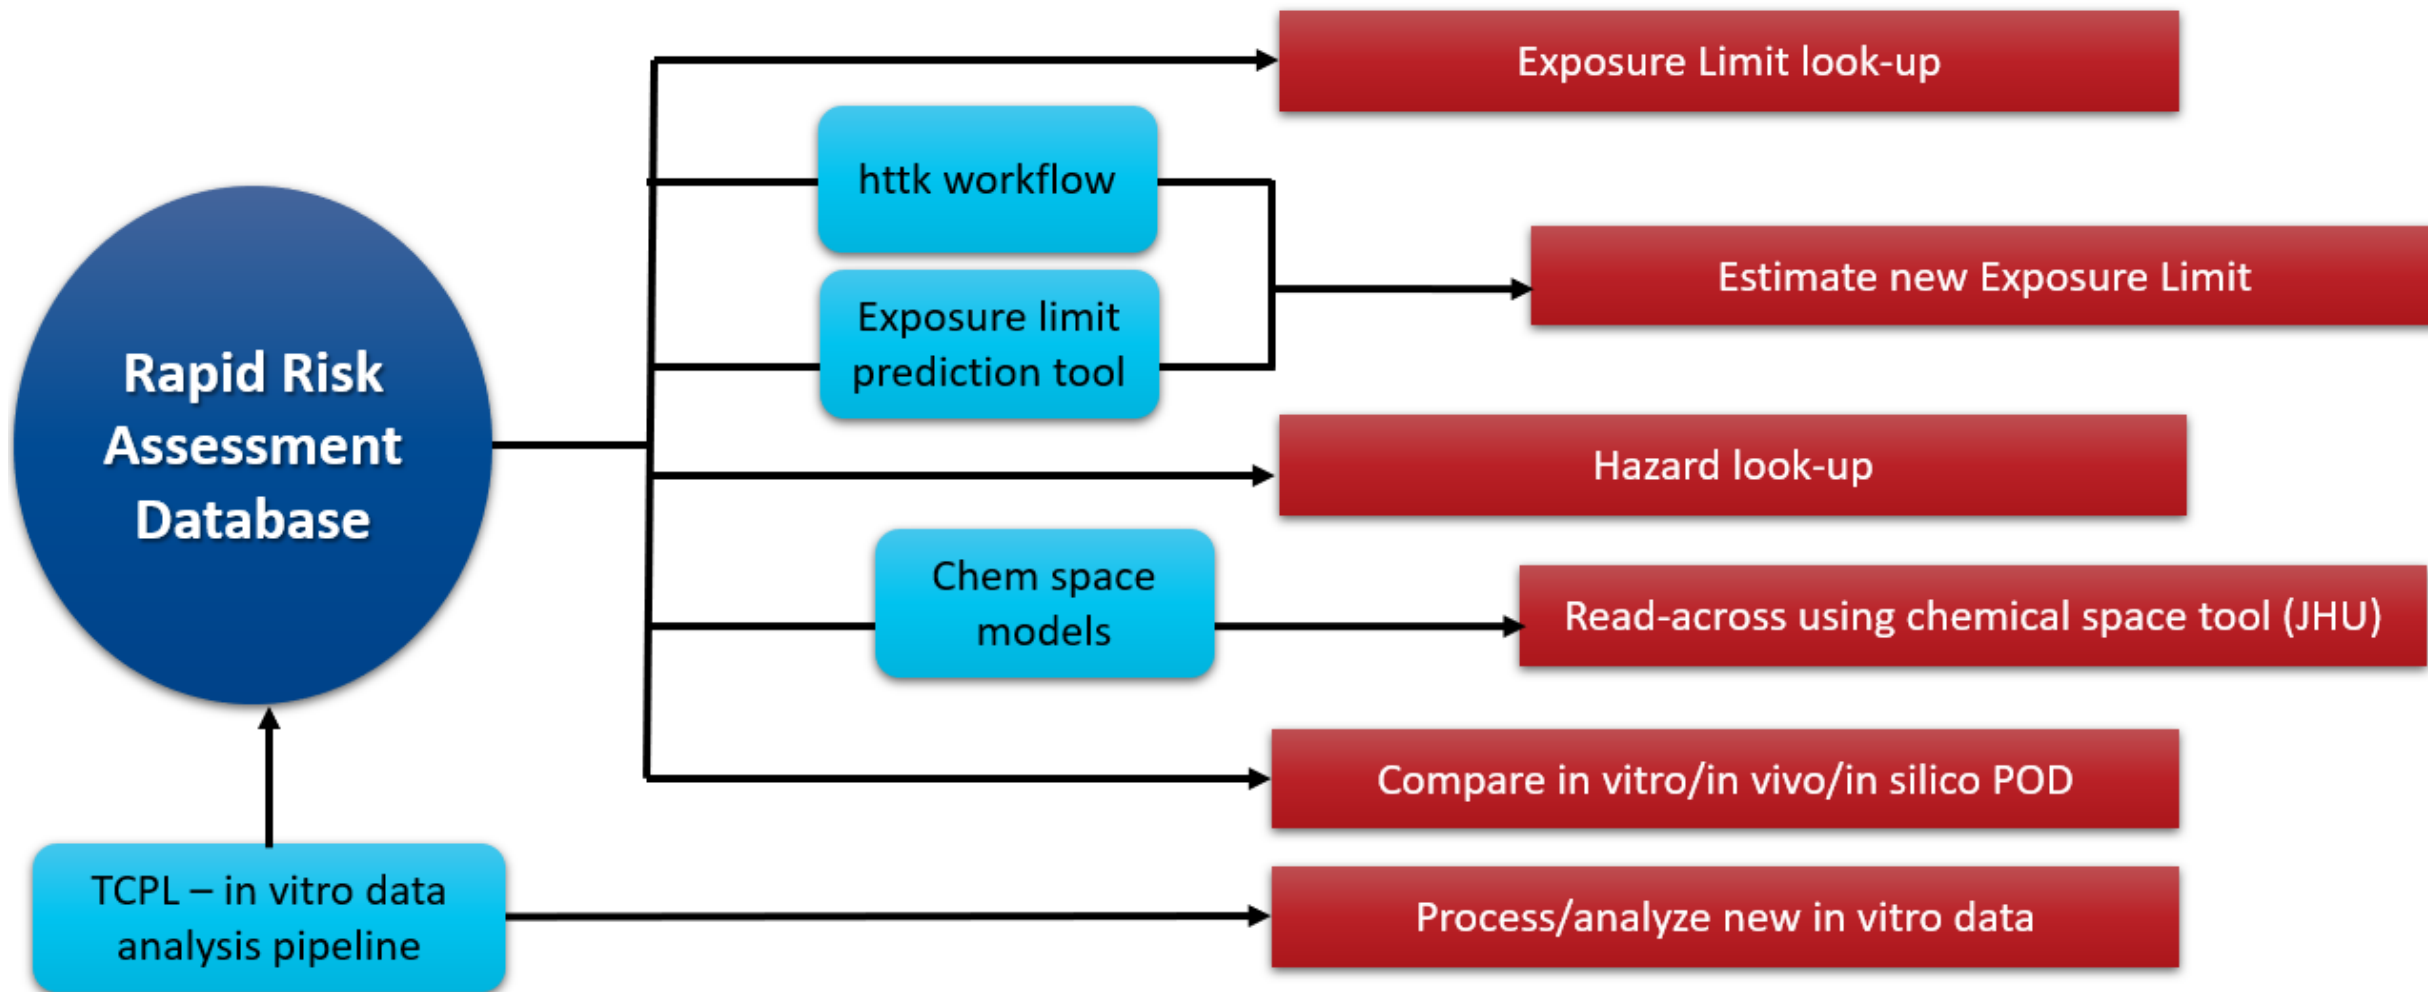 Exposure Limit look-up
httk workflow
Exposure limit
prediction tool
Estimate new Exposure Limit
Rapid Risk
Assessment
Database
Hazard look-up
Chem space
models
Read-across using chemical space tool (JHU)
Compare in vitro/in vivo/in silico POD
TCPL – in vitro data
analysis pipeline
Process/analyze new in vitro data